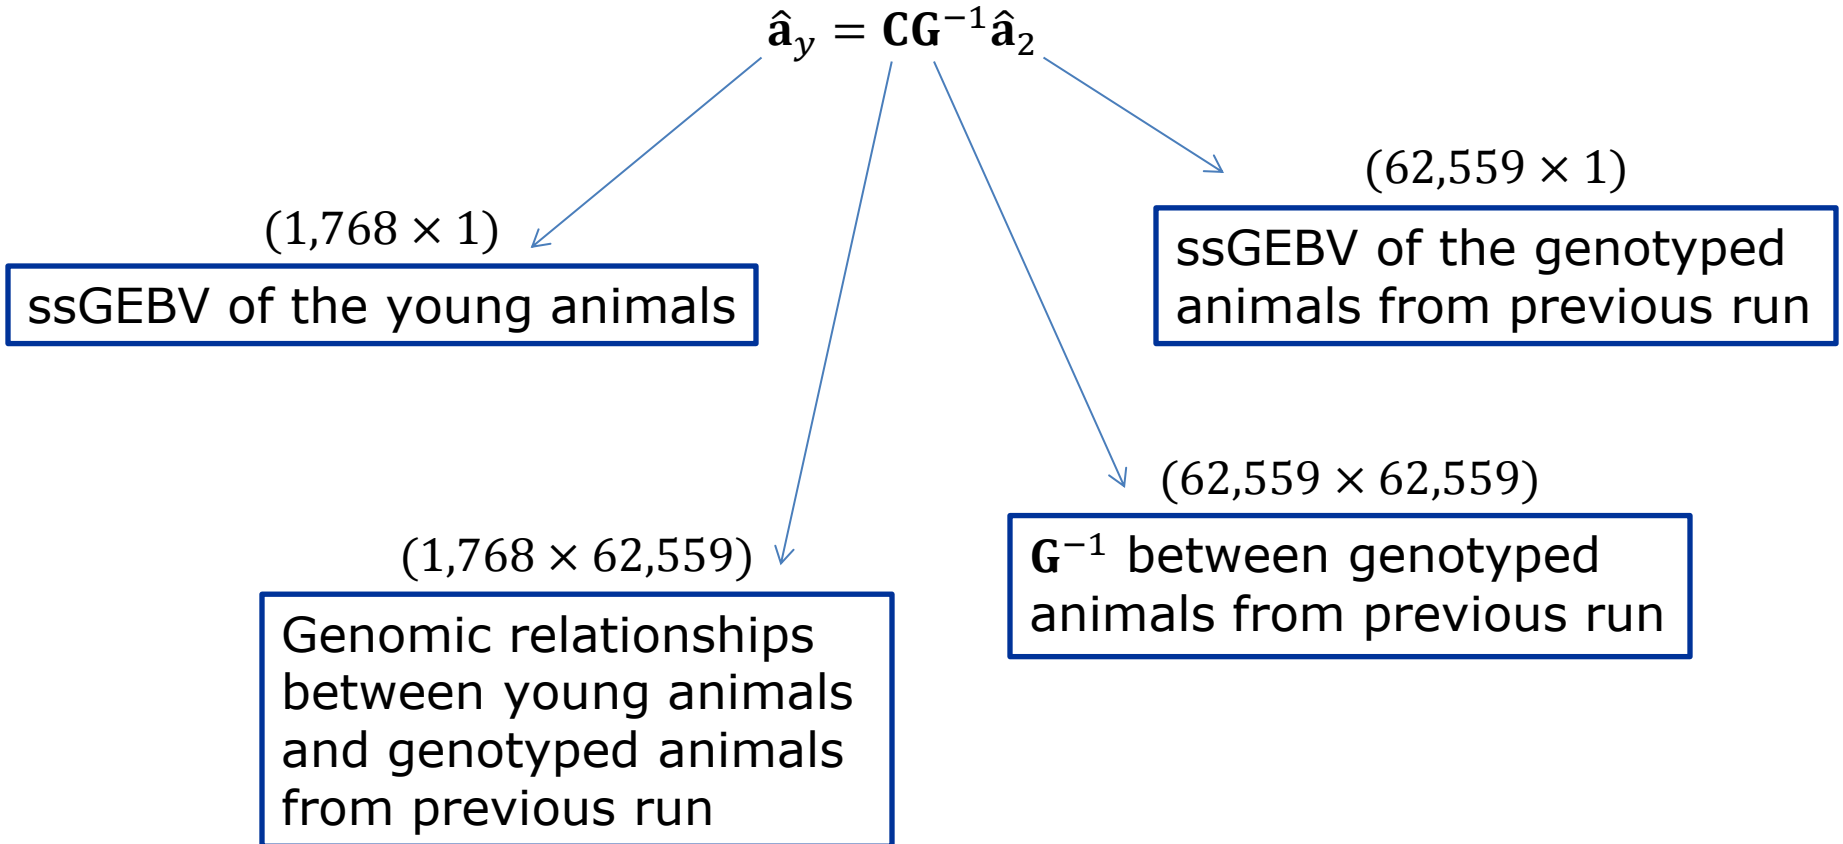 â_y = CG⁻¹â₂
(1,768 × 1)
ssGEBV of the young animals
(62,559 × 1)
ssGEBV of the genotyped
animals from previous run
(1,768 × 62,559)
Genomic relationships
between young animals
and genotyped animals
from previous run
(62,559 × 62,559)
G⁻¹ between genotyped
animals from previous run